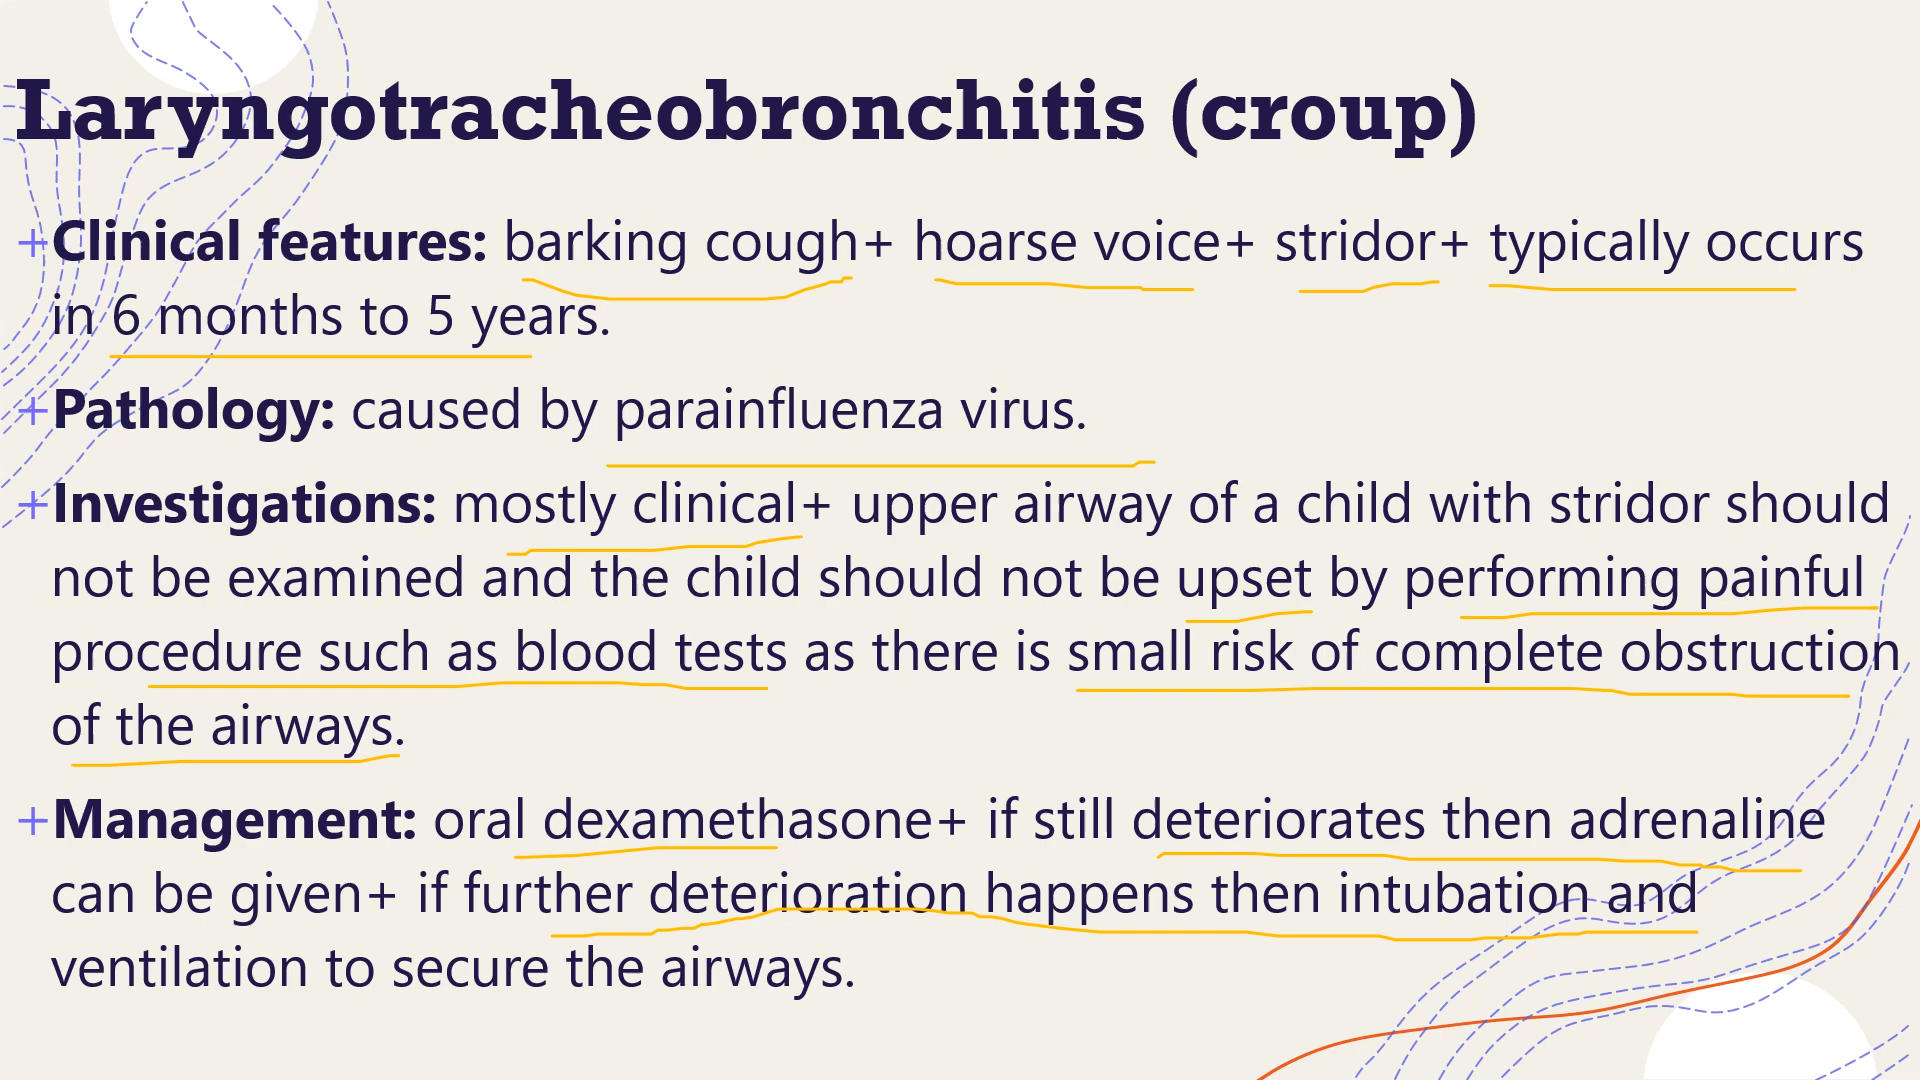 Laryngotracheobronchitis (croup)
+Clinical features: barking cough+ hoarse voice+ stridor+ typically occurs
in 6 months to 5 years.
+Pathology: caused by parainfluenza virus.
+Investigations: mostly clinical+ upper airway of a child with stridor should
not be examined and the child should not be upset by performing painful
procedure such as blood tests as there is small risk of complete obstruction
of the airways.
+Management: oral dexamethasone+ if still deteriorates then adrenaline
can be given+ if further deterioration happens then intubation and
ventilation to secure the airways.